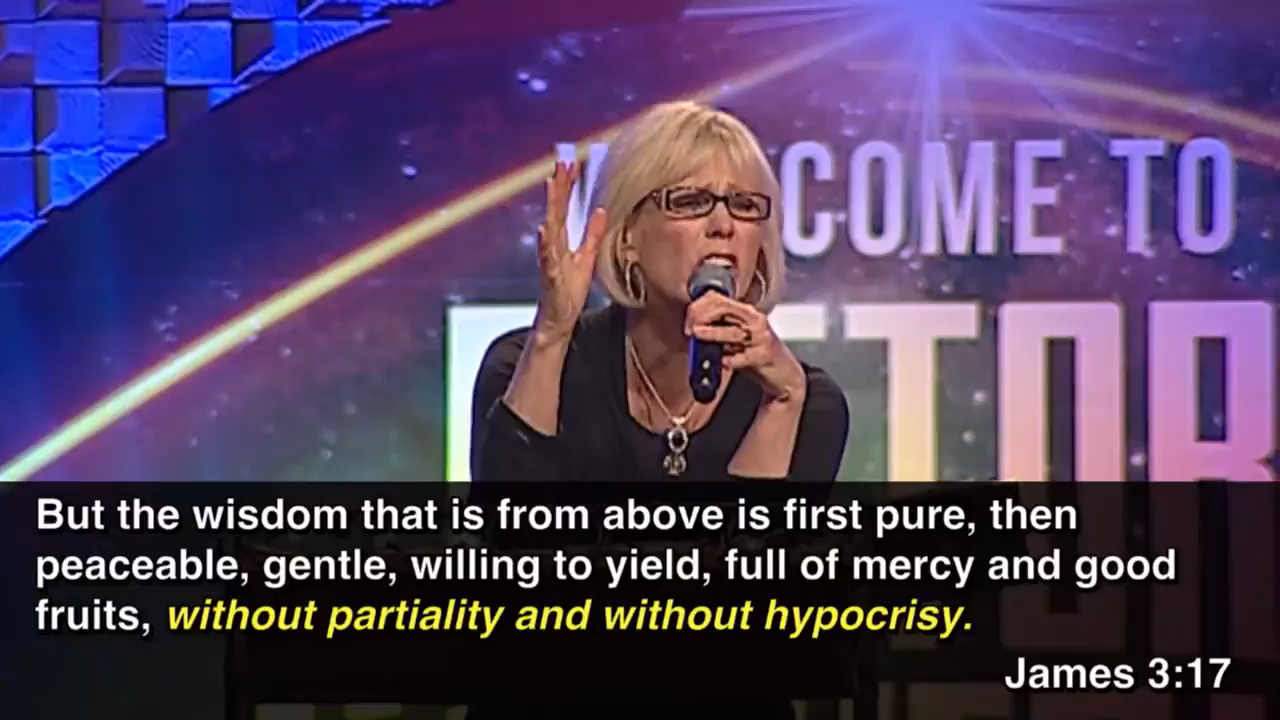 W COME TO
TOR
But the wisdom that is from above is first pure, then
peaceable, gentle, willing to yield, full of mercy and good
fruits, without partiality and without hypocrisy.
James 3:17